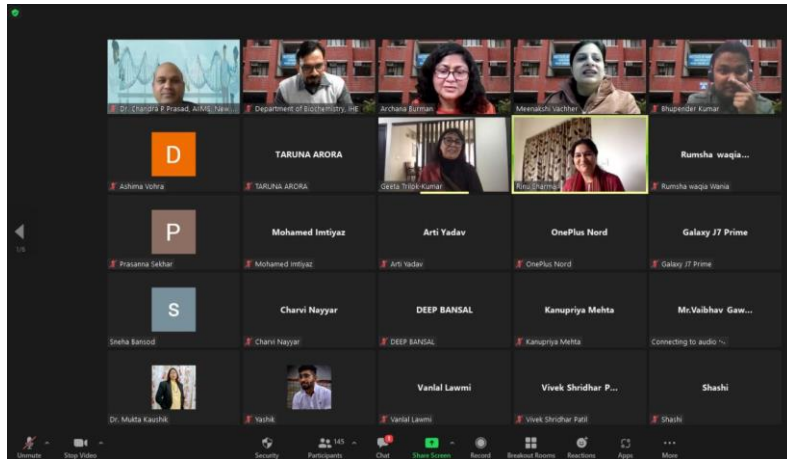 Dr. Chandra P Prasad, AIIMS, New...
Department of Biochemistry, IHE
Archana Burman
Meenakshi Vachher
Bhupender Kumar
D
Ashima Vohra
TARUNA ARORA
TARUNA ARORA
Geeta Trilok-Kumar
Rinu Sharma
Rumsha waqia...
Rumsha waqia Wania
P
Prasanna Sekhar
Mohamed Imtiyaz
Mohamed Imtiyaz
Arti Yadav
Arti Yadav
OnePlus Nord
OnePlus Nord
Galaxy J7 Prime
Galaxy J7 Prime
S
Sneha Bansod
Charvi Nayyar
Charvi Nayyar
DEEP BANSAL
DEEP BANSAL
Kanupriya Mehta
Kanupriya Mehta
Mr.Vaibhav Gaw...
Connecting to audio
Dr. Mukta Kaushik
Yashik
Vanlal Lawmi
Vanlal Lawmi
Vivek Shridhar P...
Vivek Shridhar Patil
Shashi
Shashi
Unmute
Stop Video
Security
Participants
145
Chat
Share Screen
Record
Breakout Rooms
Reactions
Apps
More